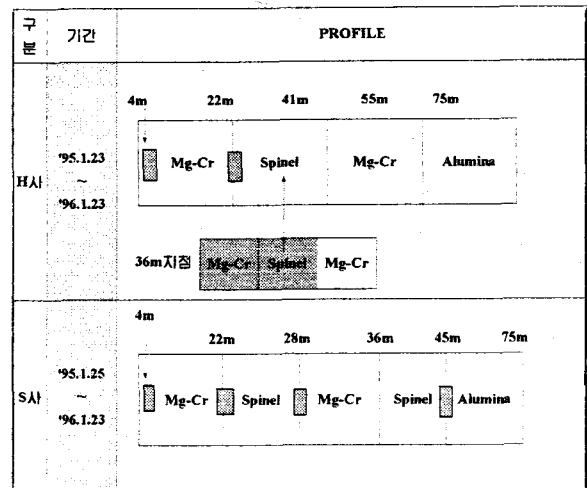 구분 기간 PROFILE
4m 22m 41m 55m 75m
H사 '95.1.23 ~ '96.1.23 Mg-Cr Spinel Mg-Cr Alumina
36m지점 Mg-Cr Spinel Mg-Cr
4m
22m 28m 36m 45m 75m
S사 '95.1.25 ~ '96.1.23 Mg-Cr Spinel Mg-Cr Spinel Alumina